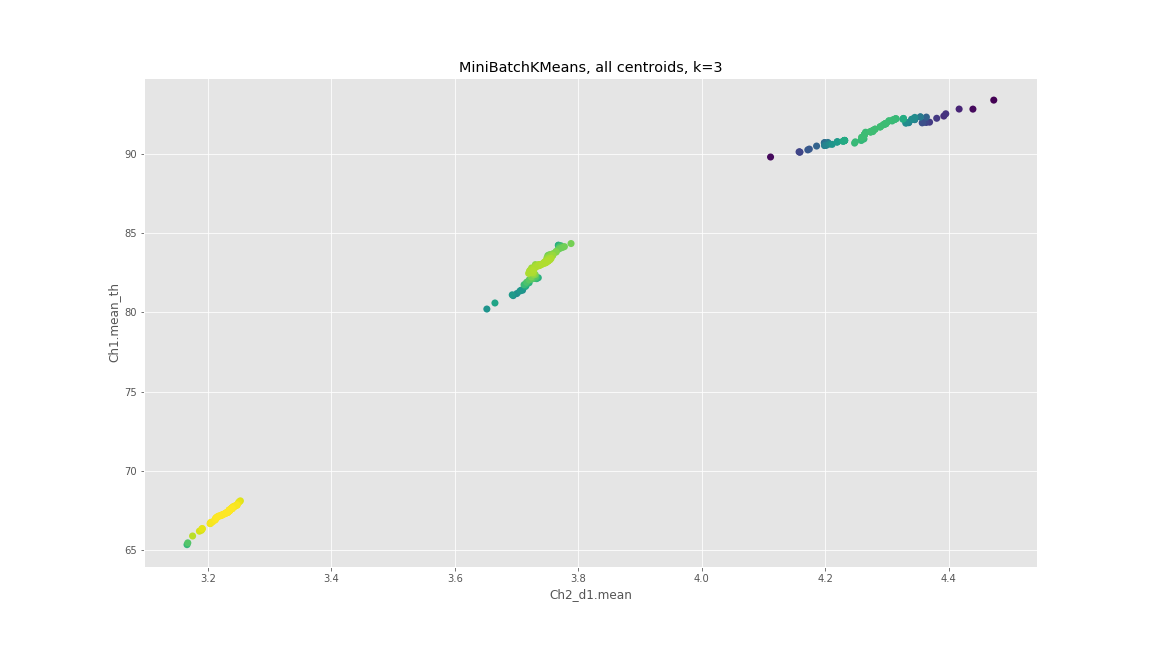 MiniBatchKMeans, all centroids, k=3
Ch1.mean_th
90
85
80
75
70
65
3.2 3.4 3.6 3.8 4.0 4.2 4.4
Ch2_d1.mean